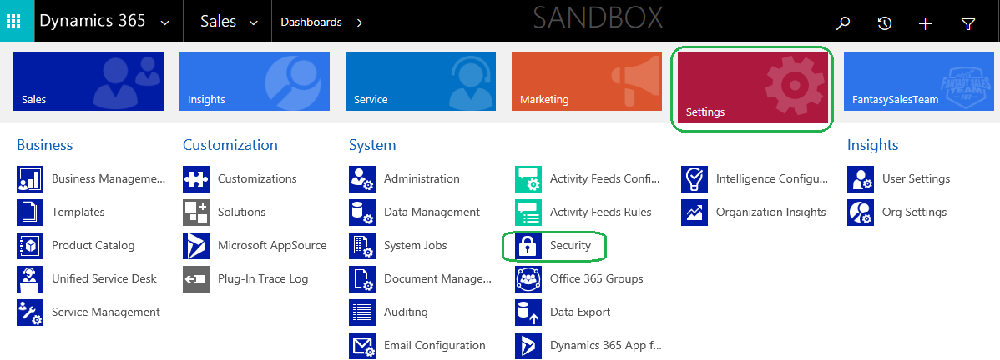 Dynamics 365 Sales Dashboards SANDBOX
Sales Insights Service Marketing Settings FantasySalesTeam
FANTASY SALES TEAM
Business Customization System Insights
Business Manageme... Customizations Administration Activity Feeds Confi... Intelligence Configu... User Settings
Templates Solutions Data Management Activity Feeds Rules Organization Insights Org Settings
Product Catalog Microsoft AppSource System Jobs Security
Unified Service Desk Plug-In Trace Log Document Manage... Office 365 Groups
Service Management Auditing Data Export
Email Configuration Dynamics 365 App f...